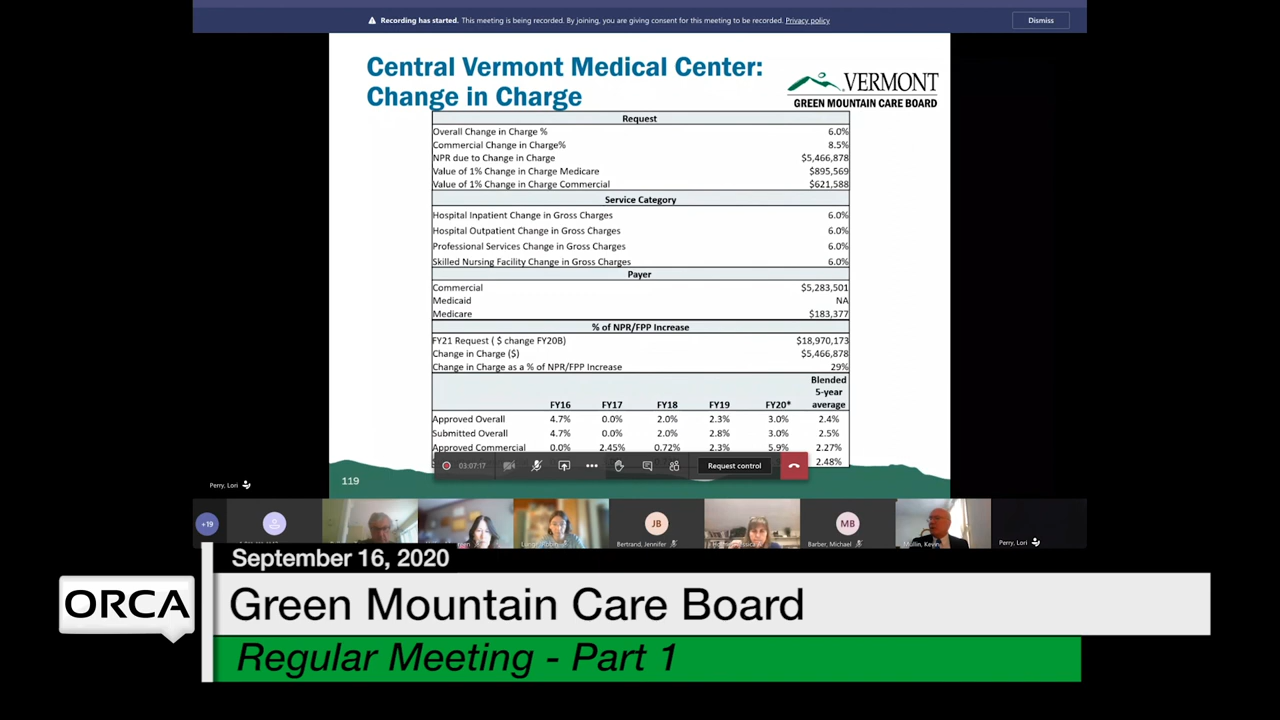 Recording has started. This meeting is being recorded. By joining, you are giving consent for this meeting to be recorded. Privacy policy
Dismiss
Central Vermont Medical Center:
Change in Charge
VERMONT
GREEN MOUNTAIN CARE BOARD
Request
Overall Change in Charge % 6.0%
Commercial Change in Charge% 8.5%
NPR due to Change in Charge $5,466,878
Value of 1% Change in Charge Medicare $895,569
Value of 1% Change in Charge Commercial $621,588
Service Category
Hospital Inpatient Change in Gross Charges 6.0%
Hospital Outpatient Change in Gross Charges 6.0%
Professional Services Change in Gross Charges 6.0%
Skilled Nursing Facility Change in Gross Charges 6.0%
Payer
Commercial $5,283,501
Medicaid NA
Medicare $183,377
% of NPR/FPP Increase
FY21 Request ( $ change FY20B) $18,970,173
Change in Charge ($) $5,466,878
Change in Charge as a % of NPR/FPP Increase 29%
Blended
5-year
FY16 FY17 FY18 FY19 FY20* average
Approved Overall 4.7% 0.0% 2.0% 2.3% 3.0% 2.4%
Submitted Overall 4.7% 0.0% 2.0% 2.8% 3.0% 2.5%
Approved Commercial 0.0% 2.45% 0.72% 2.3% 5.9% 2.27%
2.48%
03:07:17
Request control
119
Perry, Lori
+19
JB
MB
Bertrand, Jennifer
Barber, Michael
Mullin, Kevin
Perry, Lori
September 16, 2020
ORCA
Green Mountain Care Board
Regular Meeting - Part 1